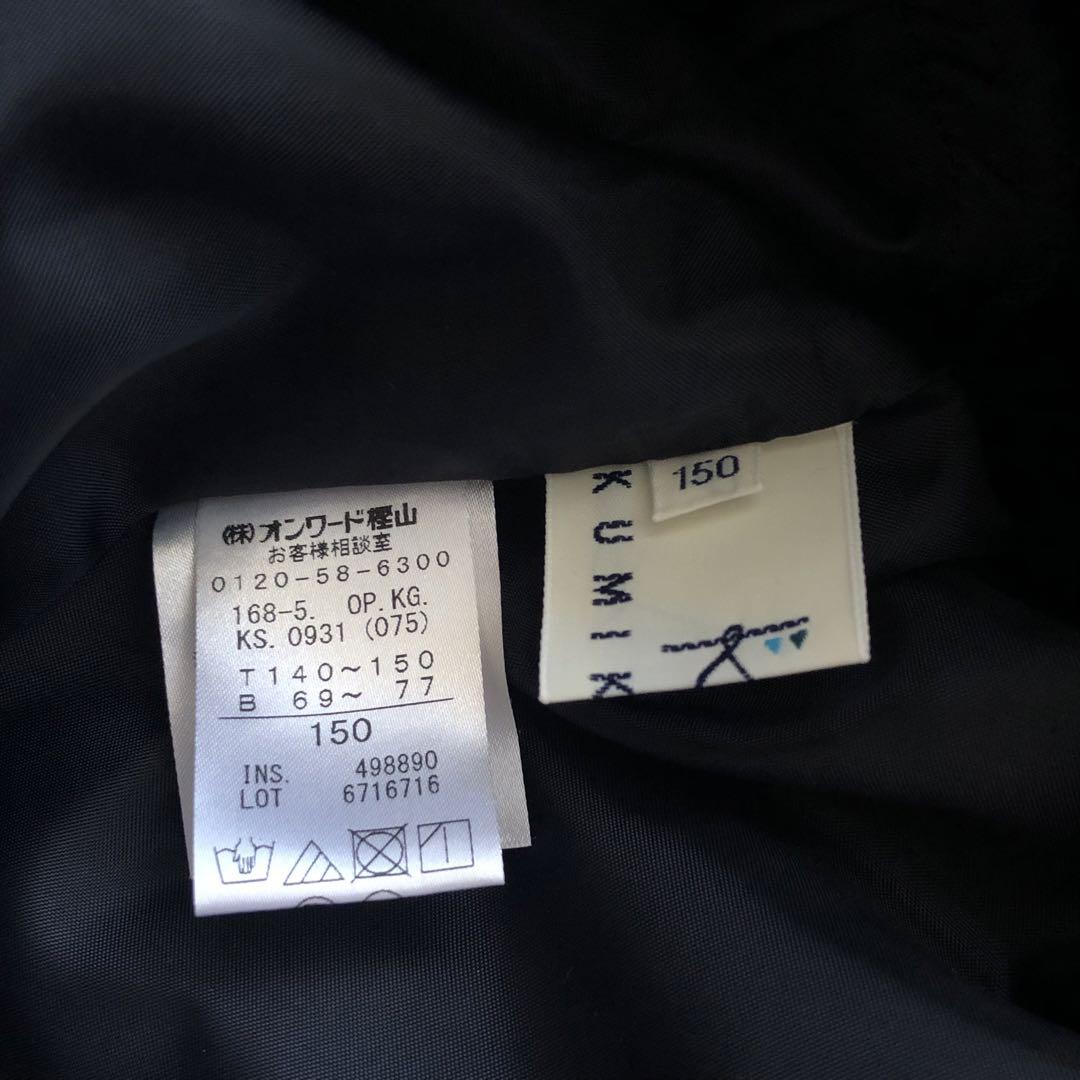 (株)オンワード樫山
お客様相談室
0120-58-6300
168-5. OP.KG.
KS. 0931 (075)
T 140～150
B 69～ 77
150
INS. 498890
LOT 6716716
150
KUMIK